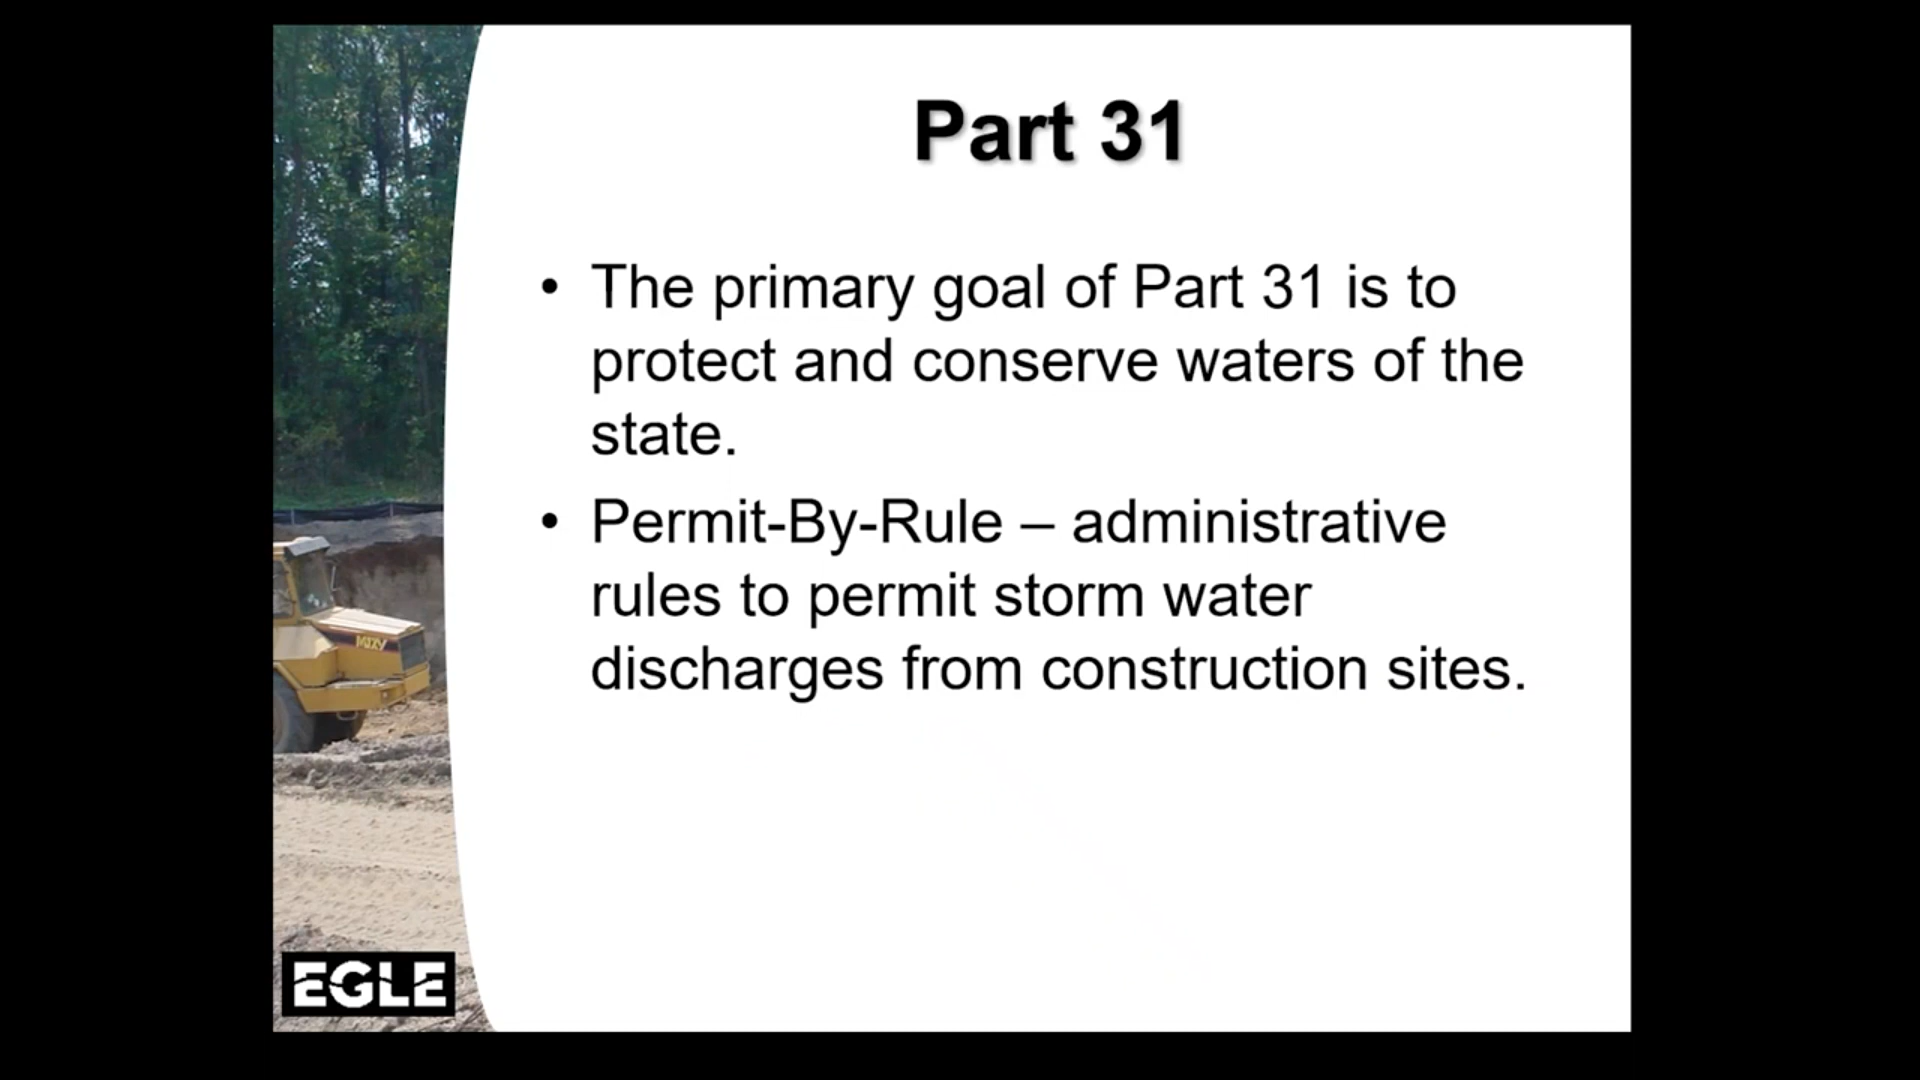 Part 31
• The primary goal of Part 31 is to
protect and conserve waters of the
state.
• Permit-By-Rule – administrative
rules to permit storm water
discharges from construction sites.
EGLE